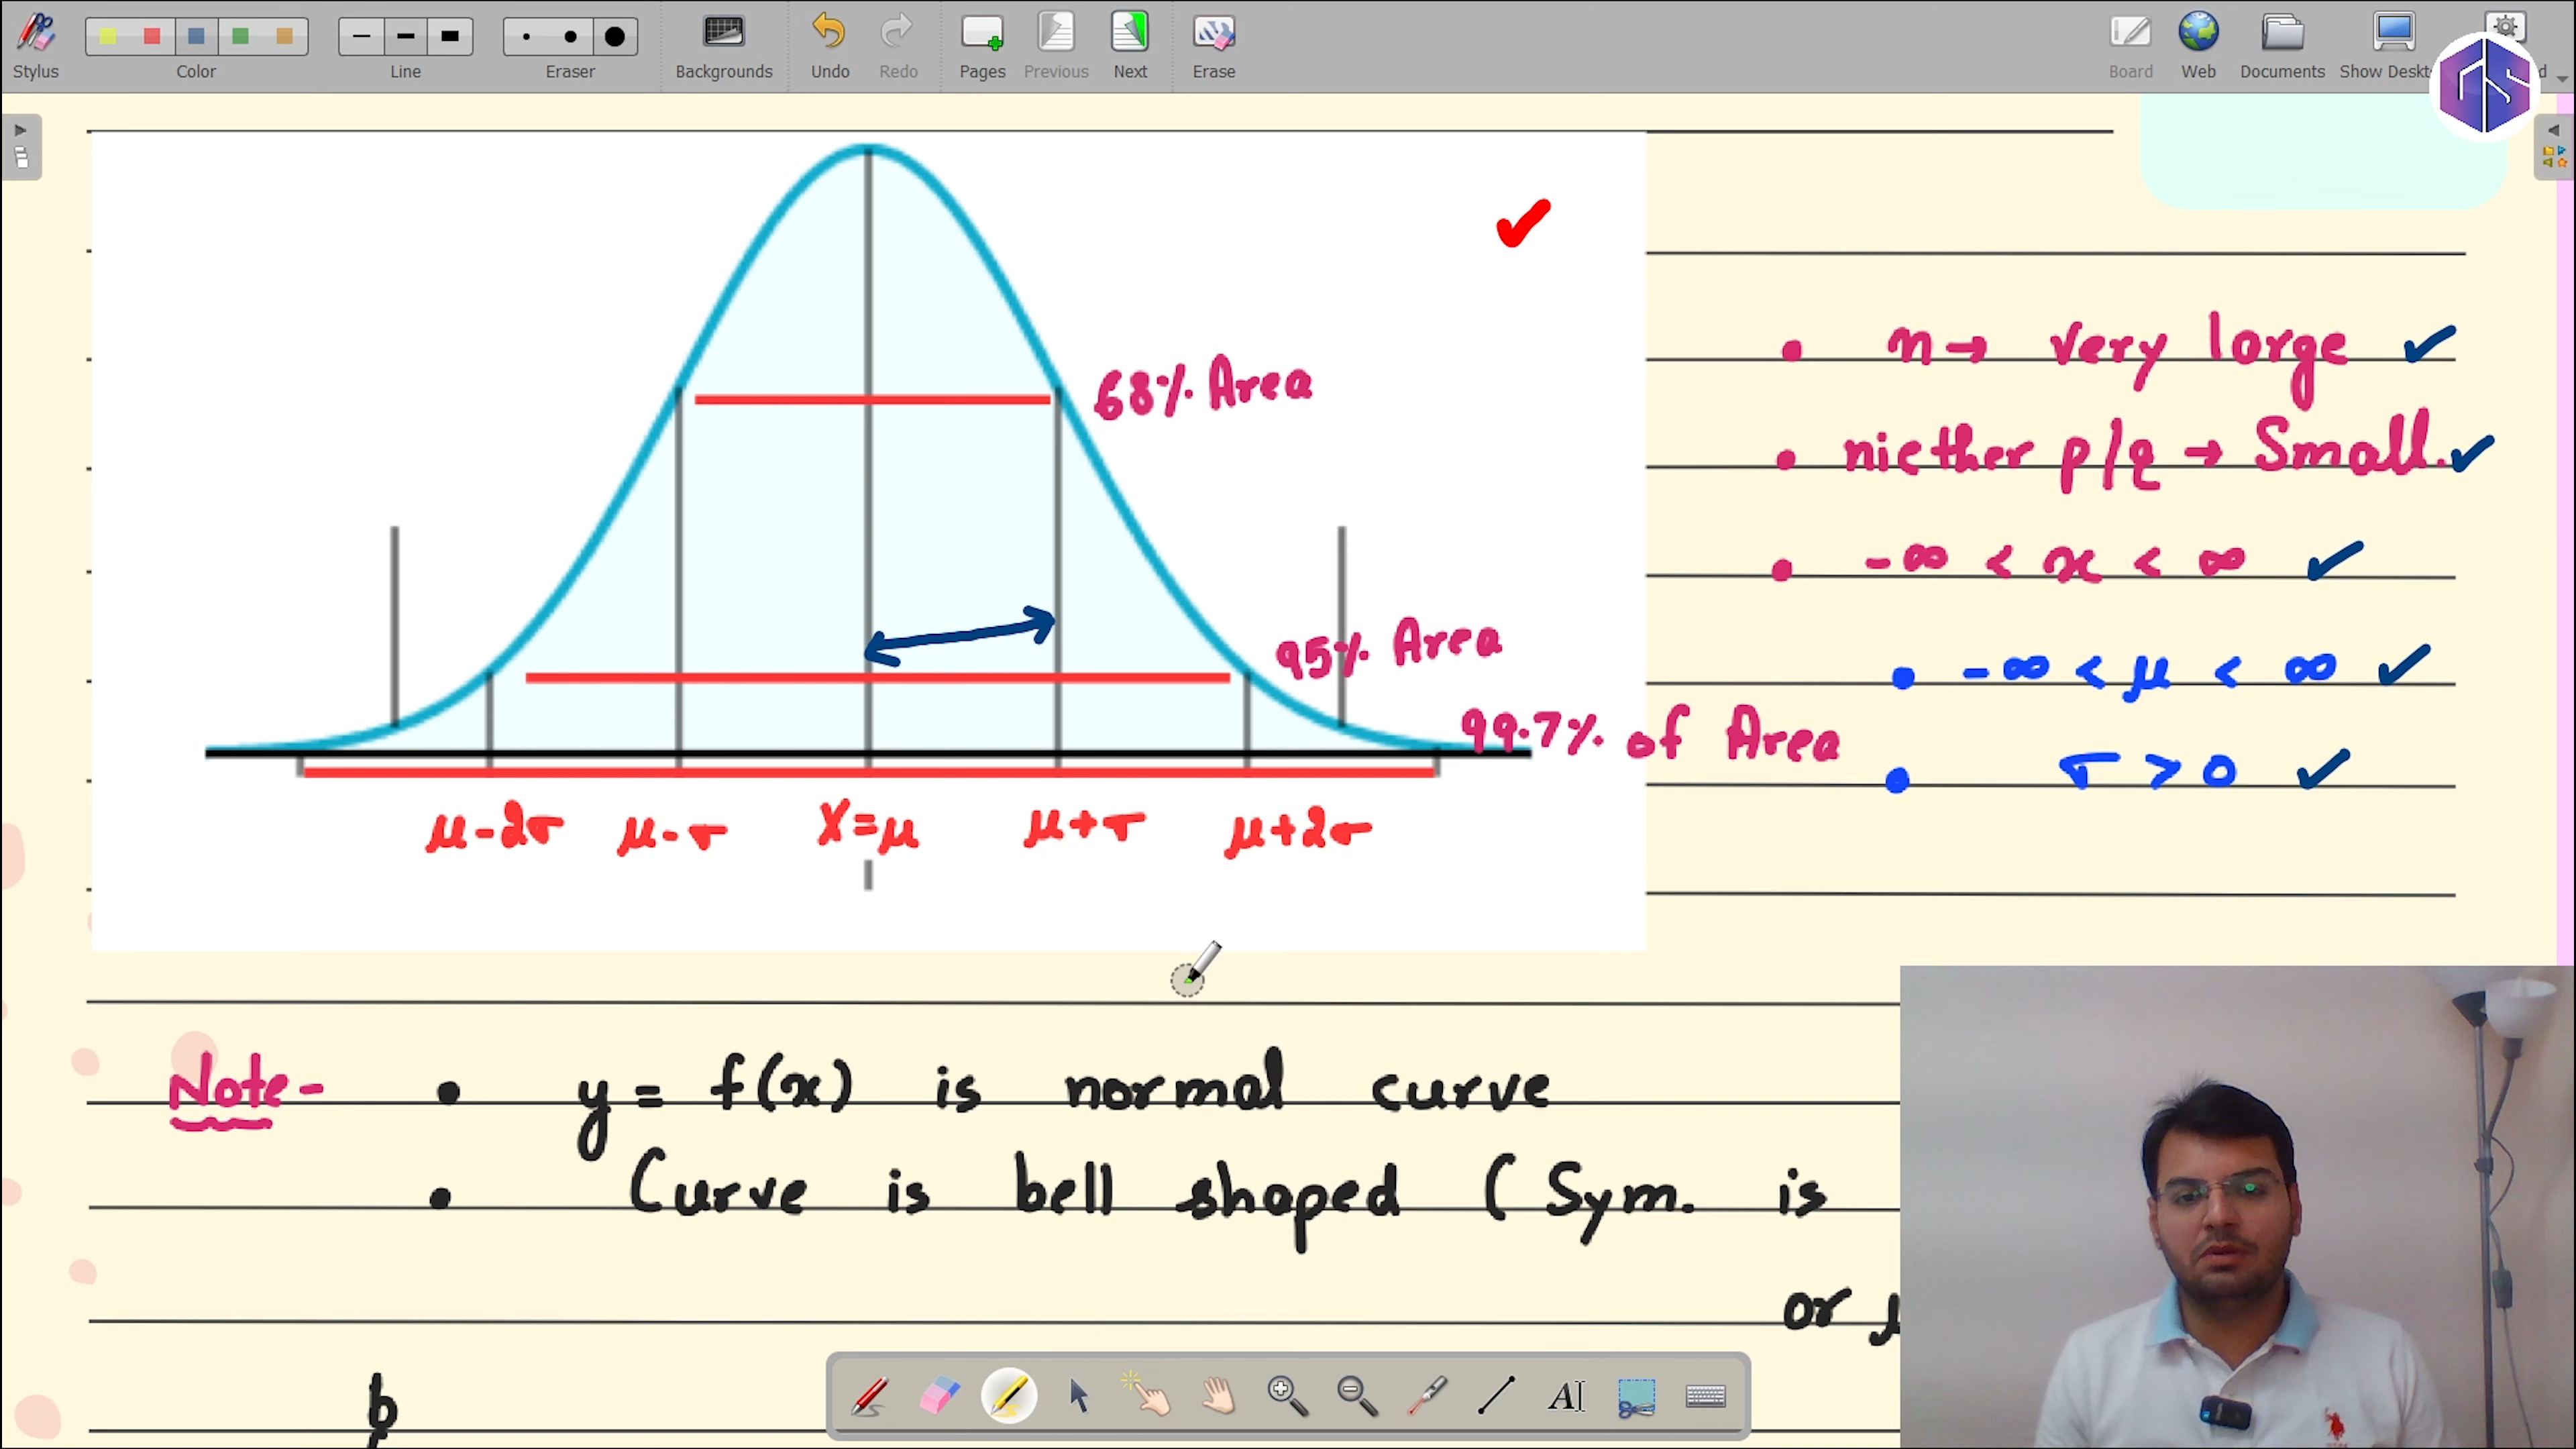 Stylus Color Line Eraser Backgrounds Undo Redo Pages Previous Next Erase Board Web Documents Show Deskt d
68% Area
95% Area
99.7% of Area
μ-2σ μ-σ X=μ μ+σ μ+2σ
• n→ very large ✓
• niether p/q → Small. ✓
• -∞ < x < ∞ ✓
• -∞ < μ < ∞ ✓
• σ > 0 ✓
Note- • y = f(x) is normal curve
• Curve is bell shaped ( Sym. is
or μ
b
AI